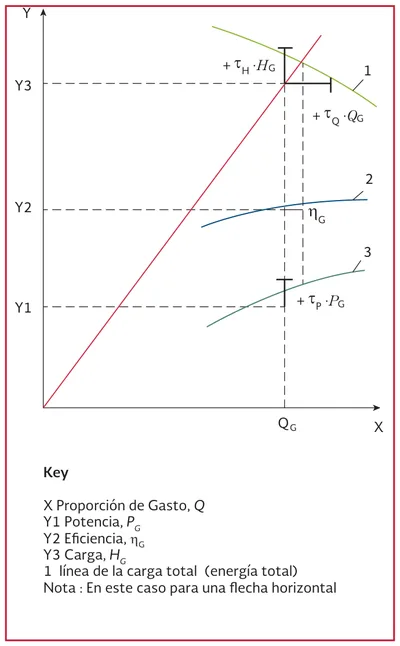 Y
+ τH ·HG
1
Y3
+ τQ ·QG
2
Y2
ηG
3
Y1
+ τP ·PG
QG
X
Key
X Proporción de Gasto, Q
Y1 Potencia, PG
Y2 Eficiencia, ηG
Y3 Carga, HG
1 línea de la carga total (energía total)
Nota : En este caso para una flecha horizontal